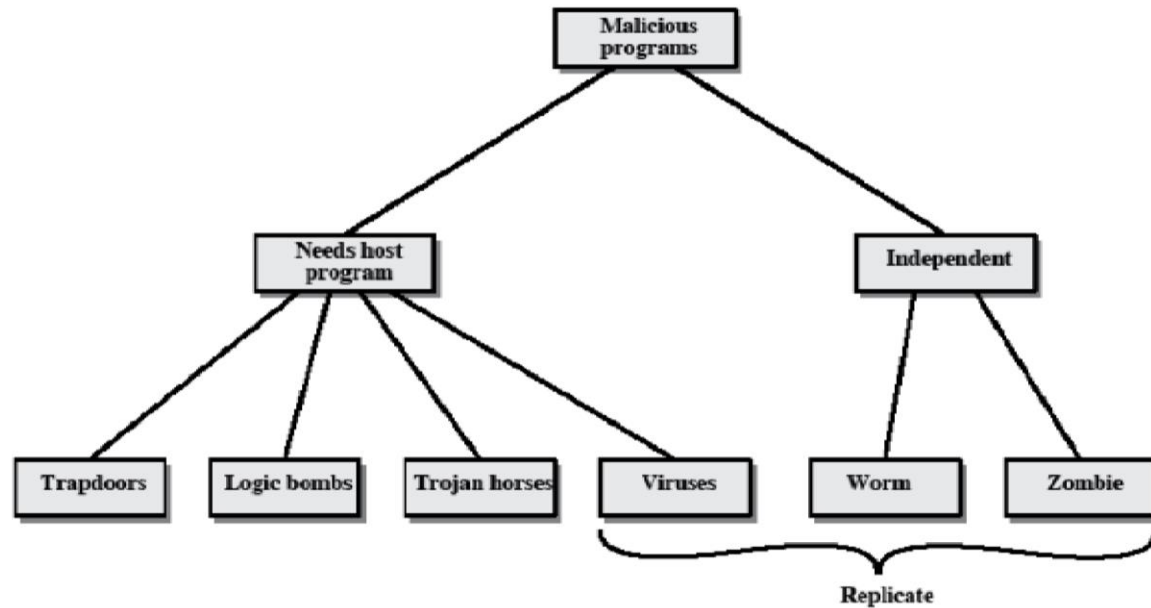 Malicious
programs
Needs host
program
Independent
Trapdoors
Logic bombs
Trojan horses
Viruses
Worm
Zombie
Replicate